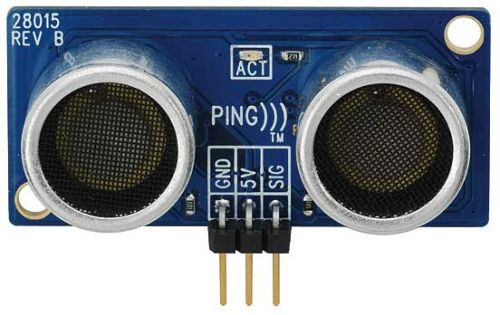 28015
REV B
ACT
PING)))
TM
GND
5V
SIG